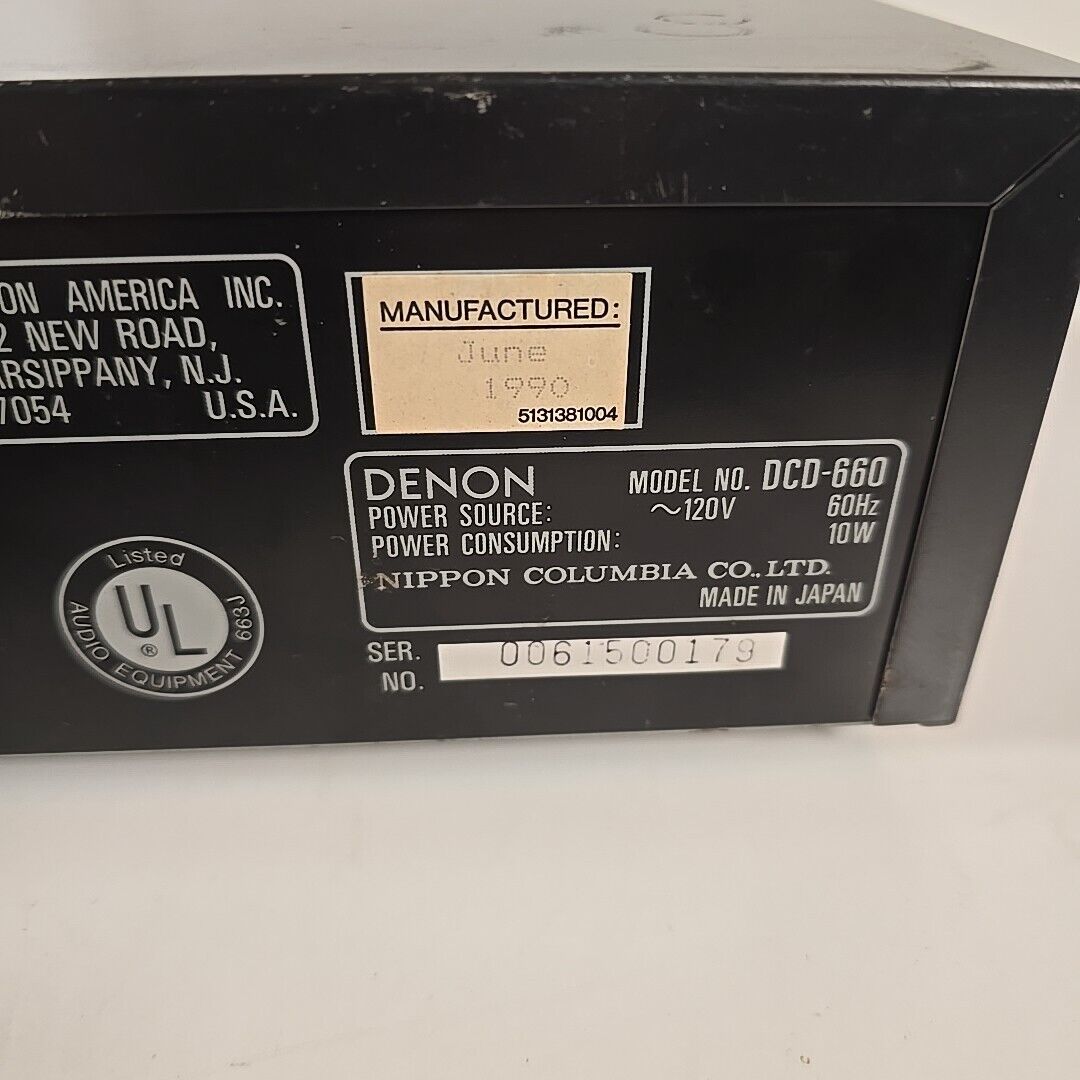 ON AMERICA INC.
2 NEW ROAD,
ARSIPPANY, N.J.
7054 U.S.A.
MANUFACTURED:
June
1990
5131381004
DENON MODEL NO. DCD-660
POWER SOURCE: ~120V 60Hz
POWER CONSUMPTION: 10W
NIPPON COLUMBIA CO., LTD.
MADE IN JAPAN
Listed
UL
®
AUDIO EQUIPMENT 663J
SER. NO. 0061500179